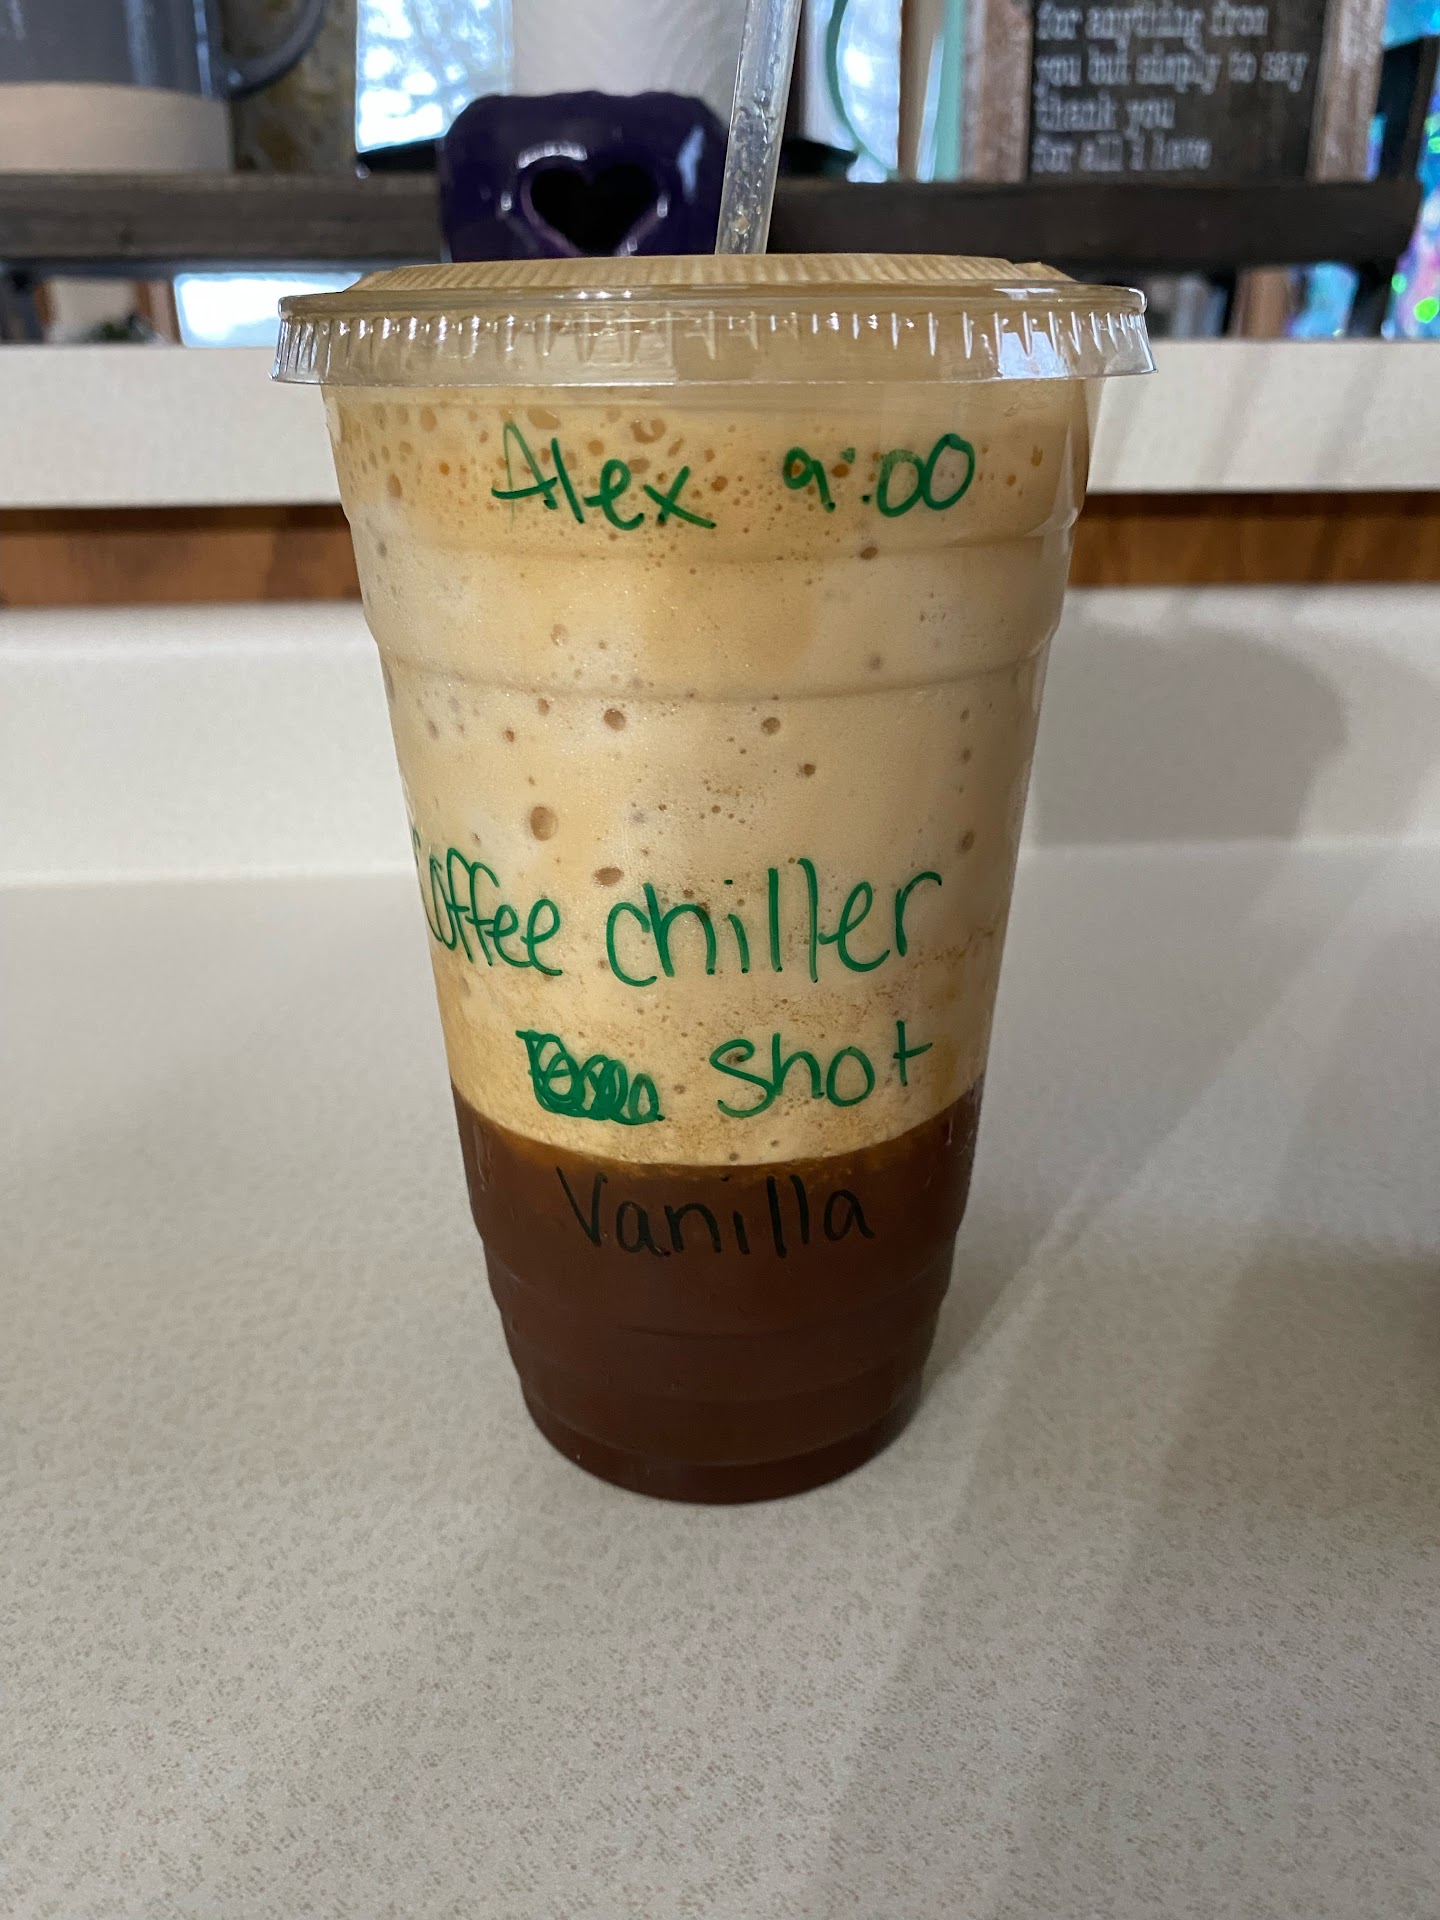 for anything from
you but simply to say
thank you
for all i have
Alex 9:00
Coffee chiller
Shot
Vanilla